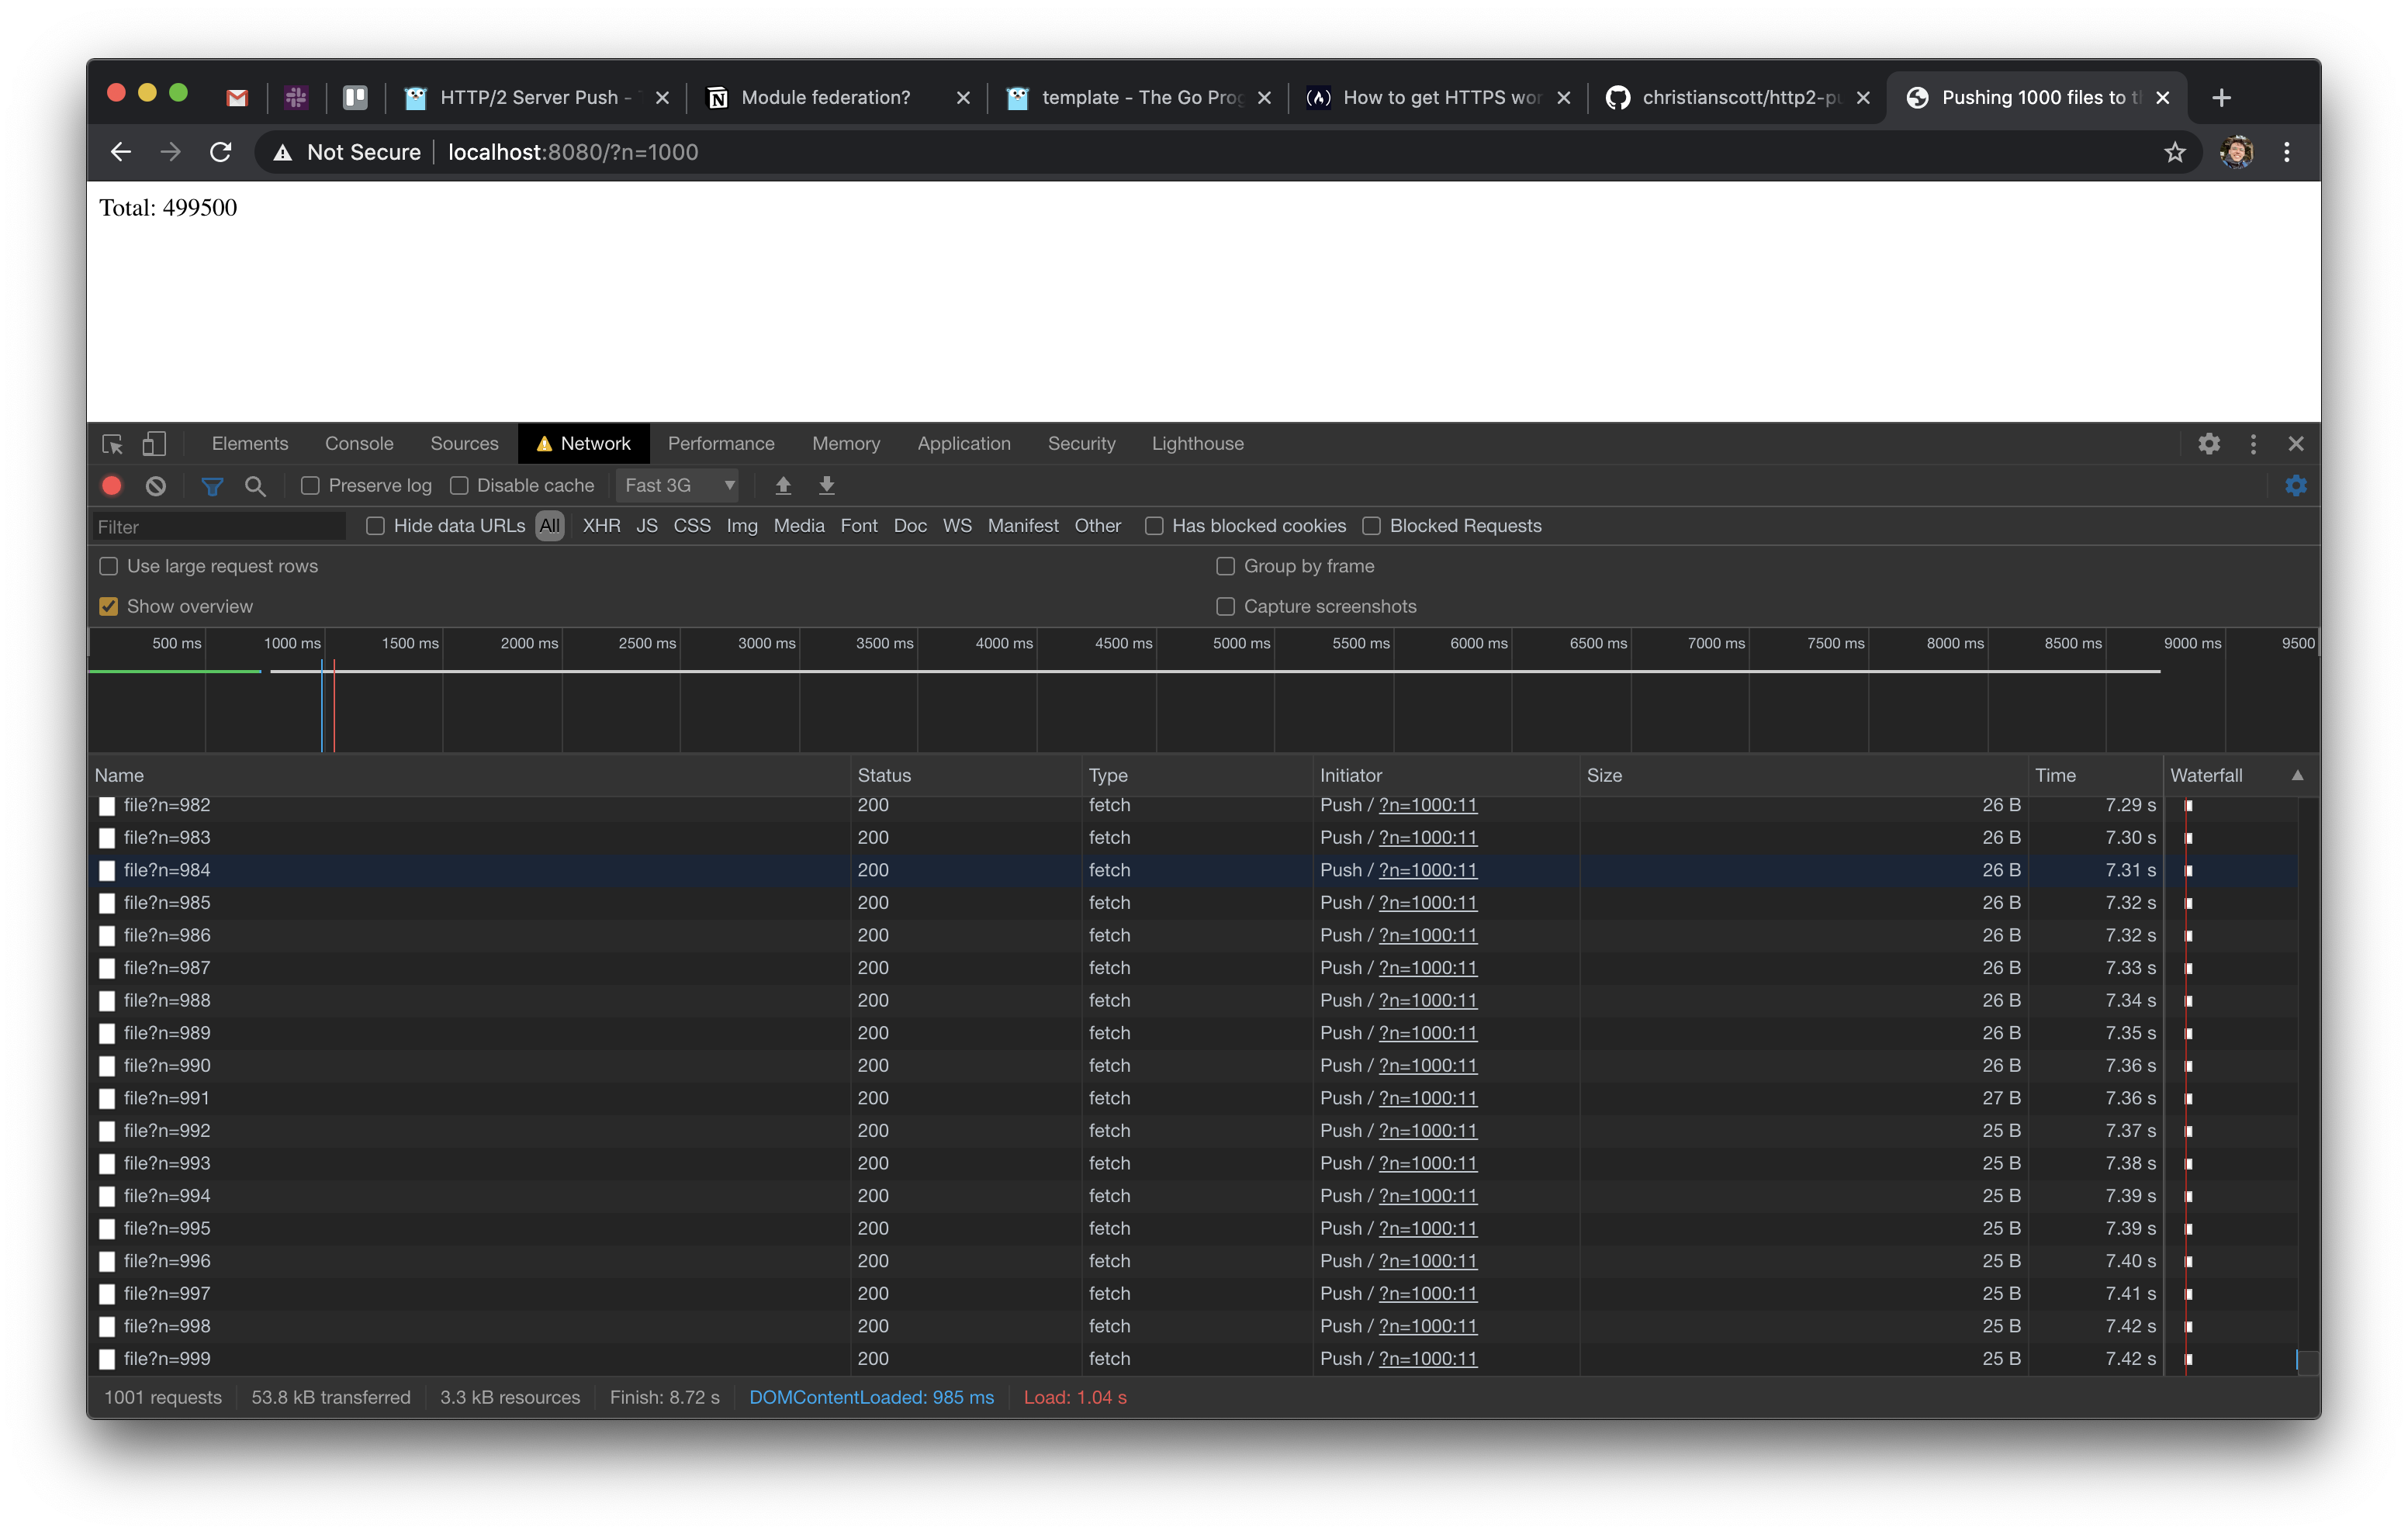 HTTP/2 Server Push - Module federation? template - The Go Prog How to get HTTPS wor christianscott/http2-pu Pushing 1000 files to th
Not Secure localhost:8080/?n=1000
Total: 499500
Elements Console Sources Network Performance Memory Application Security Lighthouse
Preserve log Disable cache Fast 3G
Filter Hide data URLs All XHR JS CSS Img Media Font Doc WS Manifest Other Has blocked cookies Blocked Requests
Use large request rows Group by frame
Show overview Capture screenshots
500 ms 1000 ms 1500 ms 2000 ms 2500 ms 3000 ms 3500 ms 4000 ms 4500 ms 5000 ms 5500 ms 6000 ms 6500 ms 7000 ms 7500 ms 8000 ms 8500 ms 9000 ms 9500
Name Status Type Initiator Size Time Waterfall
file?n=982 200 fetch Push / ?n=1000:11 26 B 7.29 s
file?n=983 200 fetch Push / ?n=1000:11 26 B 7.30 s
file?n=984 200 fetch Push / ?n=1000:11 26 B 7.31 s
file?n=985 200 fetch Push / ?n=1000:11 26 B 7.32 s
file?n=986 200 fetch Push / ?n=1000:11 26 B 7.32 s
file?n=987 200 fetch Push / ?n=1000:11 26 B 7.33 s
file?n=988 200 fetch Push / ?n=1000:11 26 B 7.34 s
file?n=989 200 fetch Push / ?n=1000:11 26 B 7.35 s
file?n=990 200 fetch Push / ?n=1000:11 26 B 7.36 s
file?n=991 200 fetch Push / ?n=1000:11 27 B 7.36 s
file?n=992 200 fetch Push / ?n=1000:11 25 B 7.37 s
file?n=993 200 fetch Push / ?n=1000:11 25 B 7.38 s
file?n=994 200 fetch Push / ?n=1000:11 25 B 7.39 s
file?n=995 200 fetch Push / ?n=1000:11 25 B 7.39 s
file?n=996 200 fetch Push / ?n=1000:11 25 B 7.40 s
file?n=997 200 fetch Push / ?n=1000:11 25 B 7.41 s
file?n=998 200 fetch Push / ?n=1000:11 25 B 7.42 s
file?n=999 200 fetch Push / ?n=1000:11 25 B 7.42 s
1001 requests 53.8 kB transferred 3.3 kB resources Finish: 8.72 s DOMContentLoaded: 985 ms Load: 1.04 s